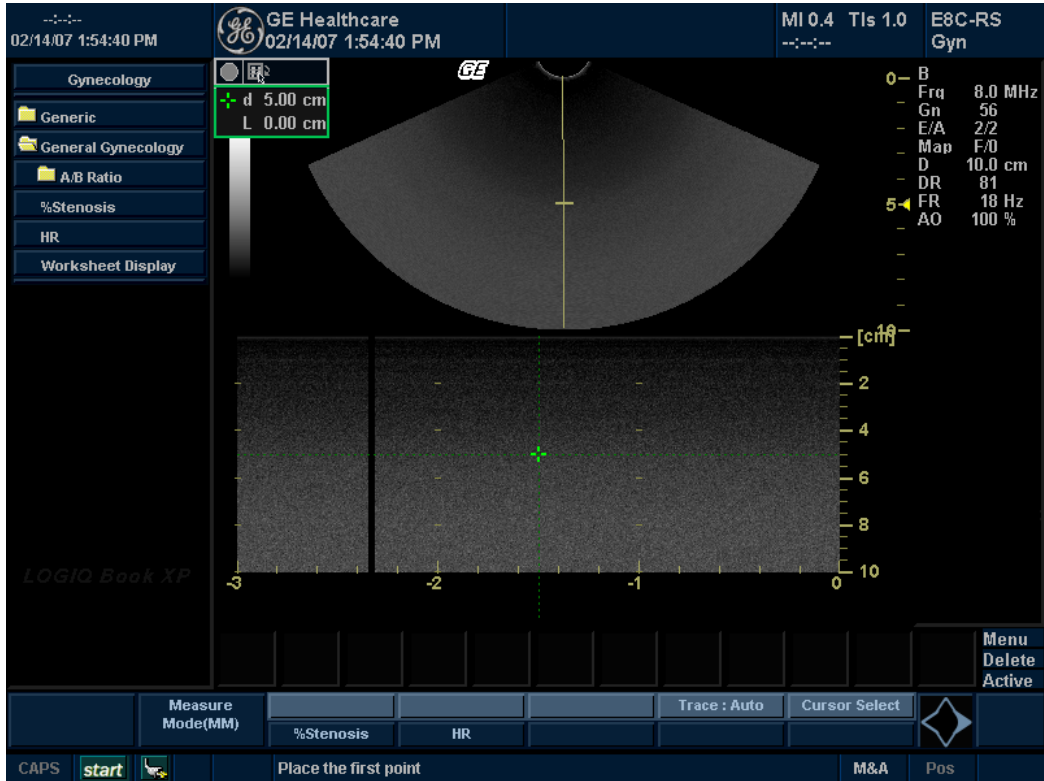 --:--:--
02/14/07 1:54:40 PM
GE Healthcare
02/14/07 1:54:40 PM
MI 0.4 TIs 1.0
--:--:--
E8C-RS
Gyn
Gynecology
Generic
General Gynecology
A/B Ratio
%Stenosis
HR
Worksheet Display
LOGIQ Book XP
d 5.00 cm
L 0.00 cm
GE
0
5
10
B
Frq 8.0 MHz
Gn 56
E/A 2/2
Map F/0
D 10.0 cm
DR 81
FR 18 Hz
AO 100 %
[cm]
2
4
6
8
10
-3 -2 -1 0
Menu
Delete
Active
Measure
Mode(MM)
Trace : Auto
Cursor Select
%Stenosis
HR
CAPS
start
Place the first point
M&A
Pos